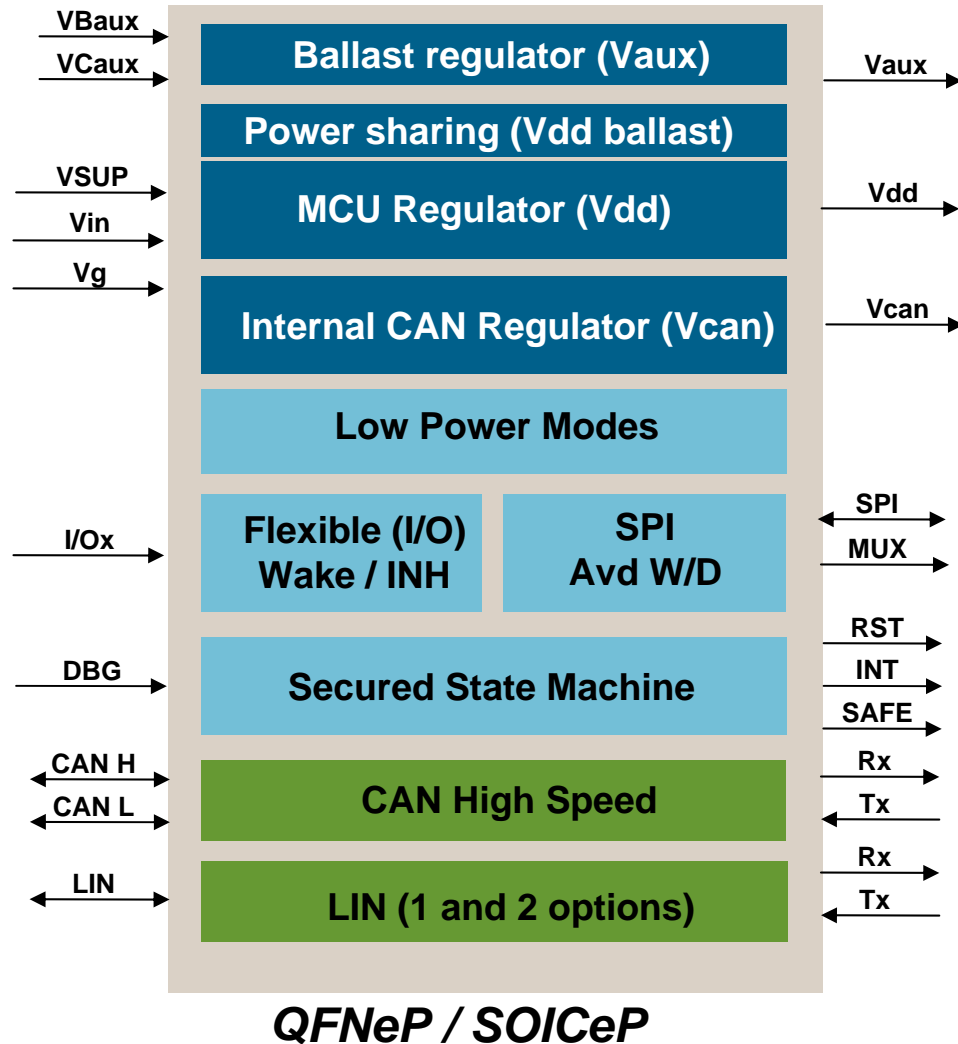 VBaux
VCaux
Ballast regulator (Vaux)
Vaux
Power sharing (Vdd ballast)
VSUP
Vin
Vg
MCU Regulator (Vdd)
Vdd
Internal CAN Regulator (Vcan)
Vcan
Low Power Modes
I/Ox
Flexible (I/O)
Wake / INH
SPI
Avd W/D
SPI
MUX
DBG
Secured State Machine
RST
INT
SAFE
CAN H
CAN L
CAN High Speed
Rx
Tx
LIN
LIN (1 and 2 options)
Rx
Tx
QFNeP / SOICeP